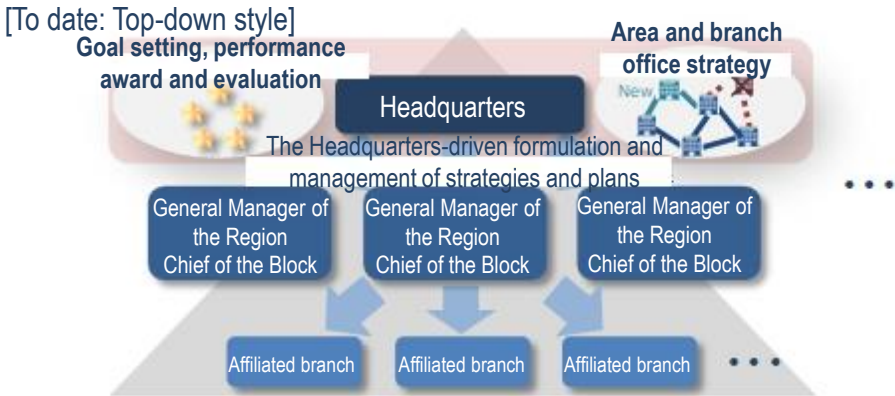 [To date: Top-down style]
Goal setting, performance
award and evaluation
Area and branch
office strategy
New
Headquarters
The Headquarters-driven formulation and
management of strategies and plans
General Manager of
the Region
Chief of the Block
General Manager of
the Region
Chief of the Block
General Manager of
the Region
Chief of the Block
Affiliated branch
Affiliated branch
Affiliated branch